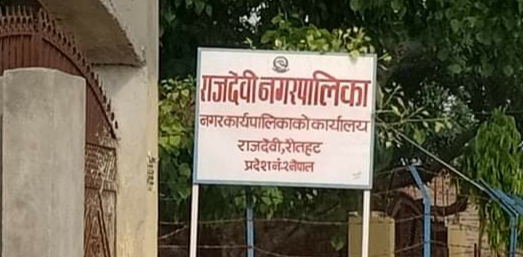 राजदेवी नगरपालिका
नगरकार्यपालिकाको कार्यालय
राजदेवी,रौतहट
प्रदेश नं.२ नेपाल